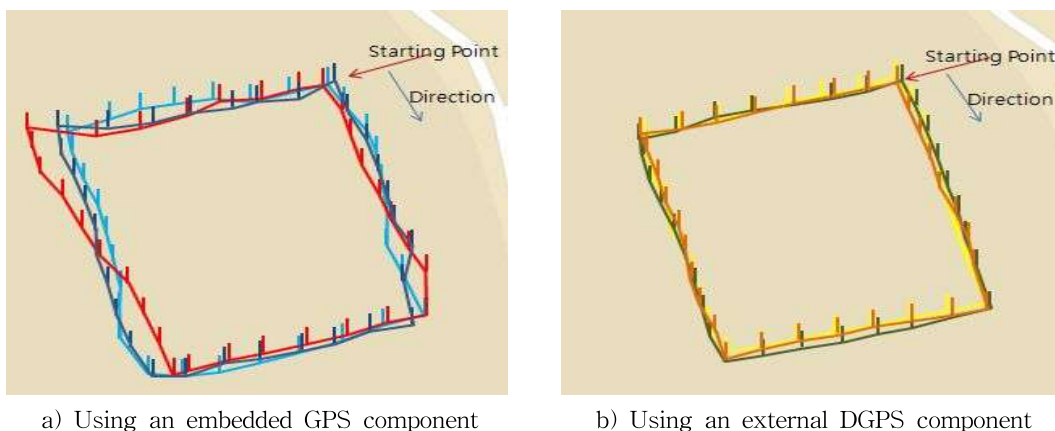 Starting Point
Direction
Starting Point
Direction
a) Using an embedded GPS component
b) Using an external DGPS component